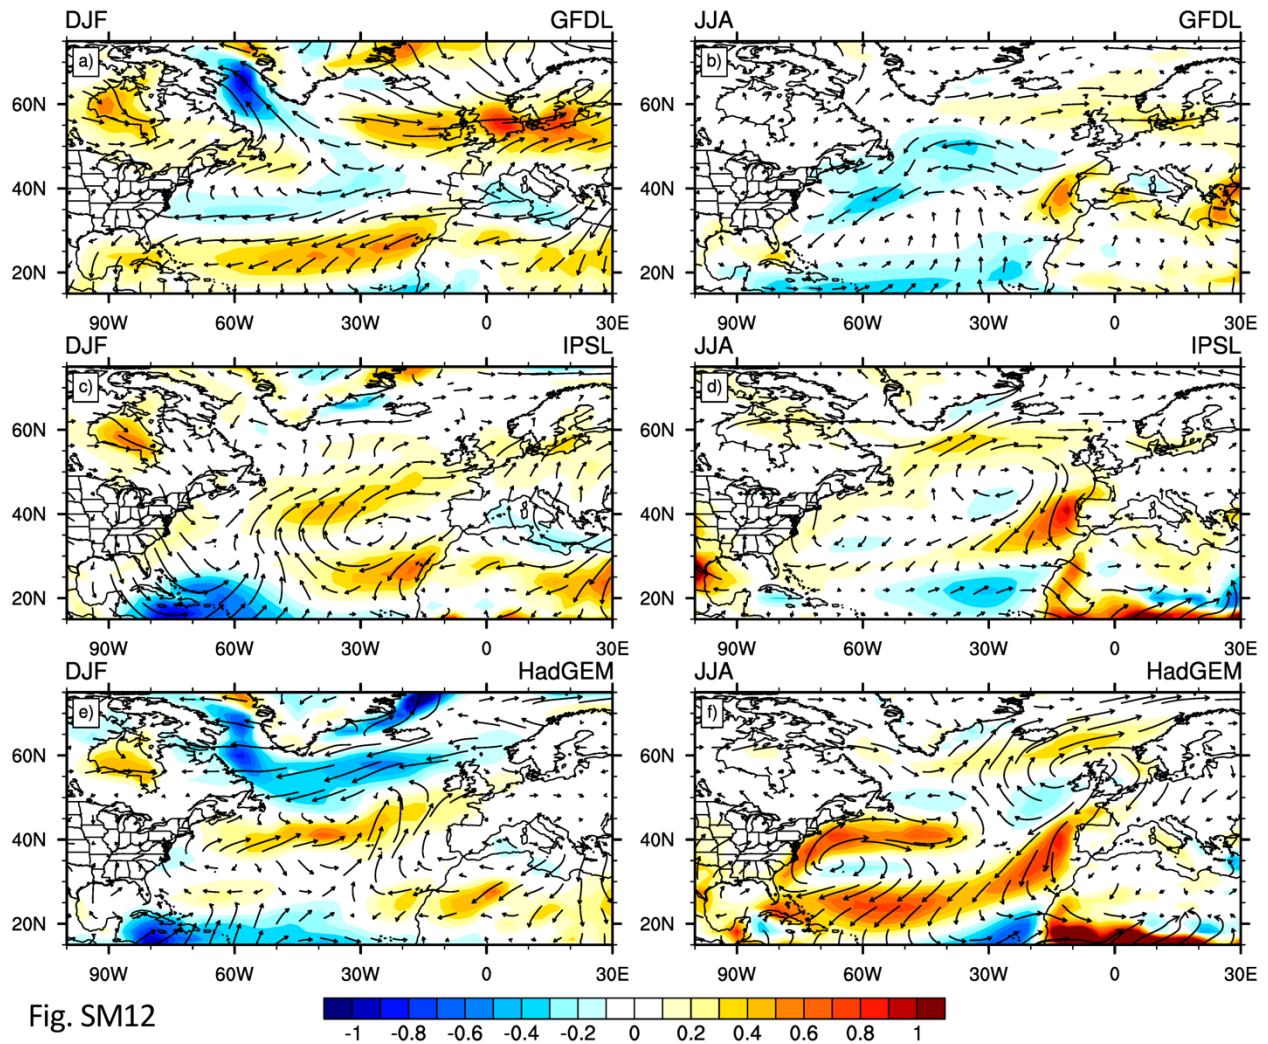 DJF GFDL JJA GFDL
a) b)
60N 60N
40N 40N
20N 20N
90W 60W 30W 0 30E 90W 60W 30W 0 30E
DJF IPSL JJA IPSL
c) d)
60N 60N
40N 40N
20N 20N
90W 60W 30W 0 30E 90W 60W 30W 0 30E
DJF HadGEM JJA HadGEM
e) f)
60N 60N
40N 40N
20N 20N
90W 60W 30W 0 30E 90W 60W 30W 0 30E
Fig. SM12
-1 -0.8 -0.6 -0.4 -0.2 0 0.2 0.4 0.6 0.8 1